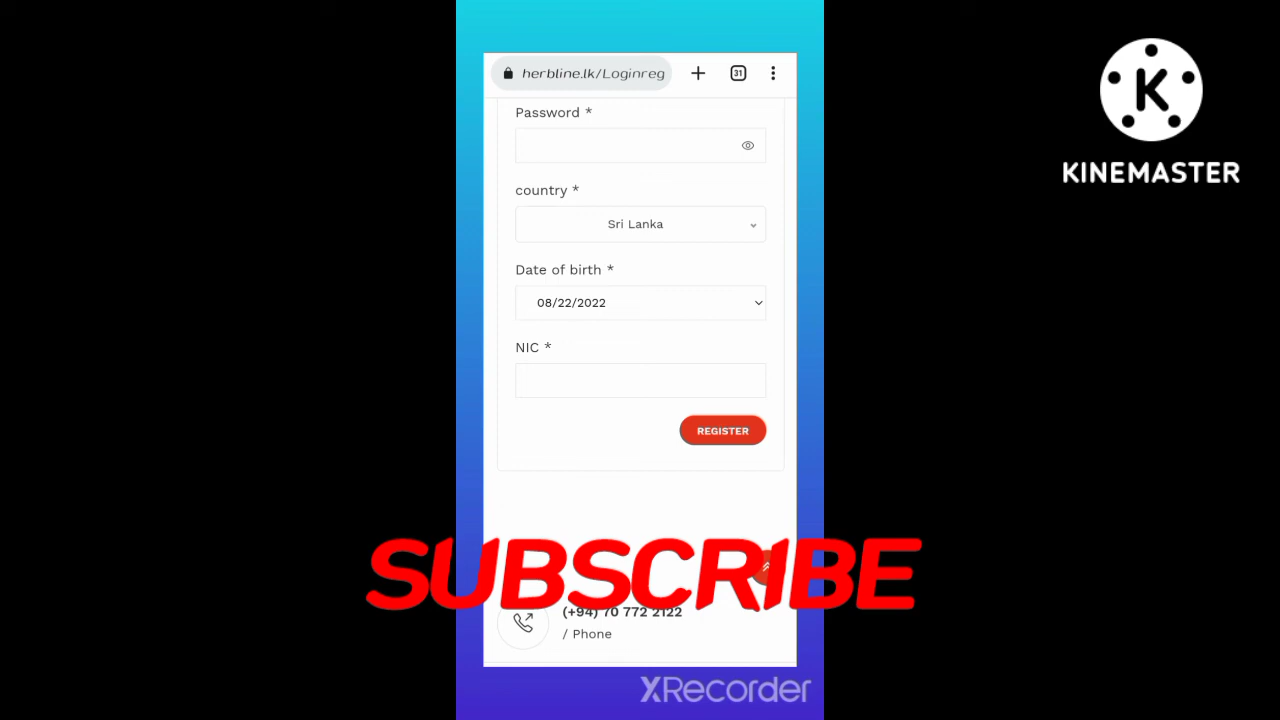 herbline.lk/Loginreg
31
Password *
country *
Sri Lanka
Date of birth *
08/22/2022
NIC *
REGISTER
SUBSCRIBE
(+94) 70 772 2122
/ Phone
K
KINEMASTER
XRecorder